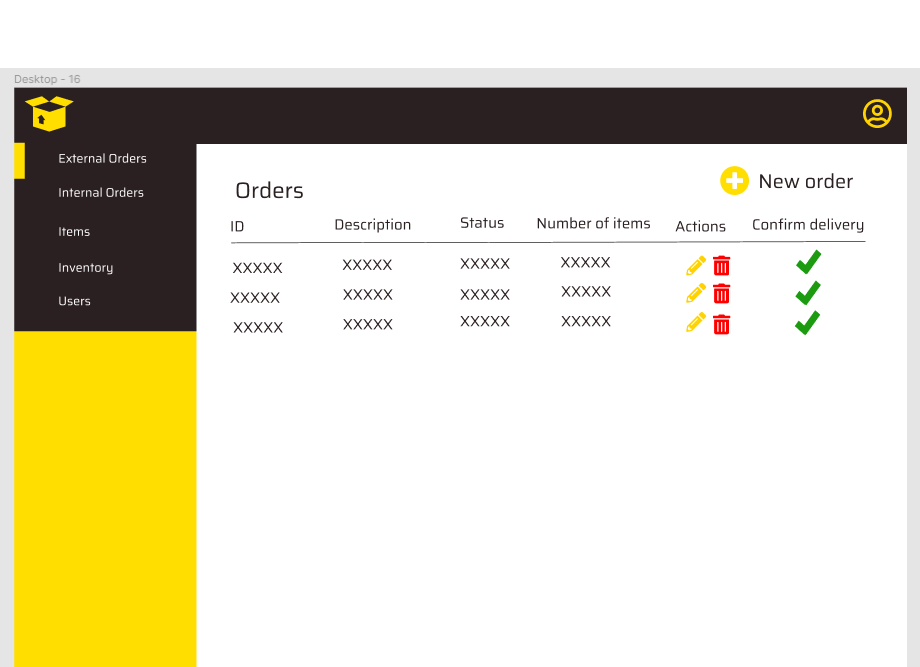 Desktop - 16
External Orders
Internal Orders
Items
Inventory
Users
Orders
New order
ID Description Status Number of items Actions Confirm delivery
XXXXX XXXXX XXXXX XXXXX
XXXXX XXXXX XXXXX XXXXX
XXXXX XXXXX XXXXX XXXXX